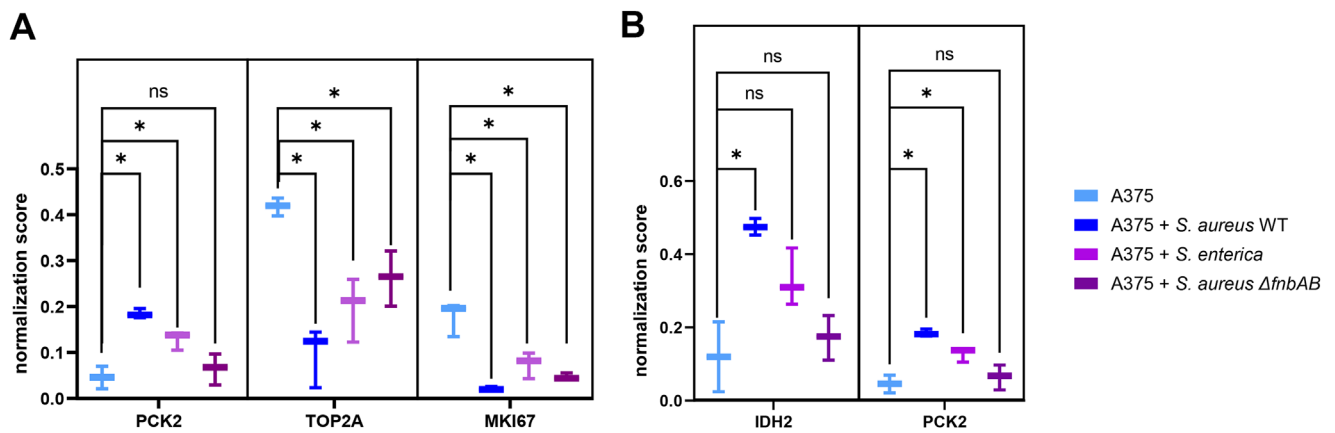 A
normalization score
0.5
0.4
0.3
0.2
0.1
0.0
ns
*
*
*
*
*
*
*
*
PCK2
TOP2A
MKI67
B
normalization score
0.6
0.4
0.2
0.0
ns
ns
*
ns
*
*
IDH2
PCK2
A375
A375 + S. aureus WT
A375 + S. enterica
A375 + S. aureus ΔfnbAB